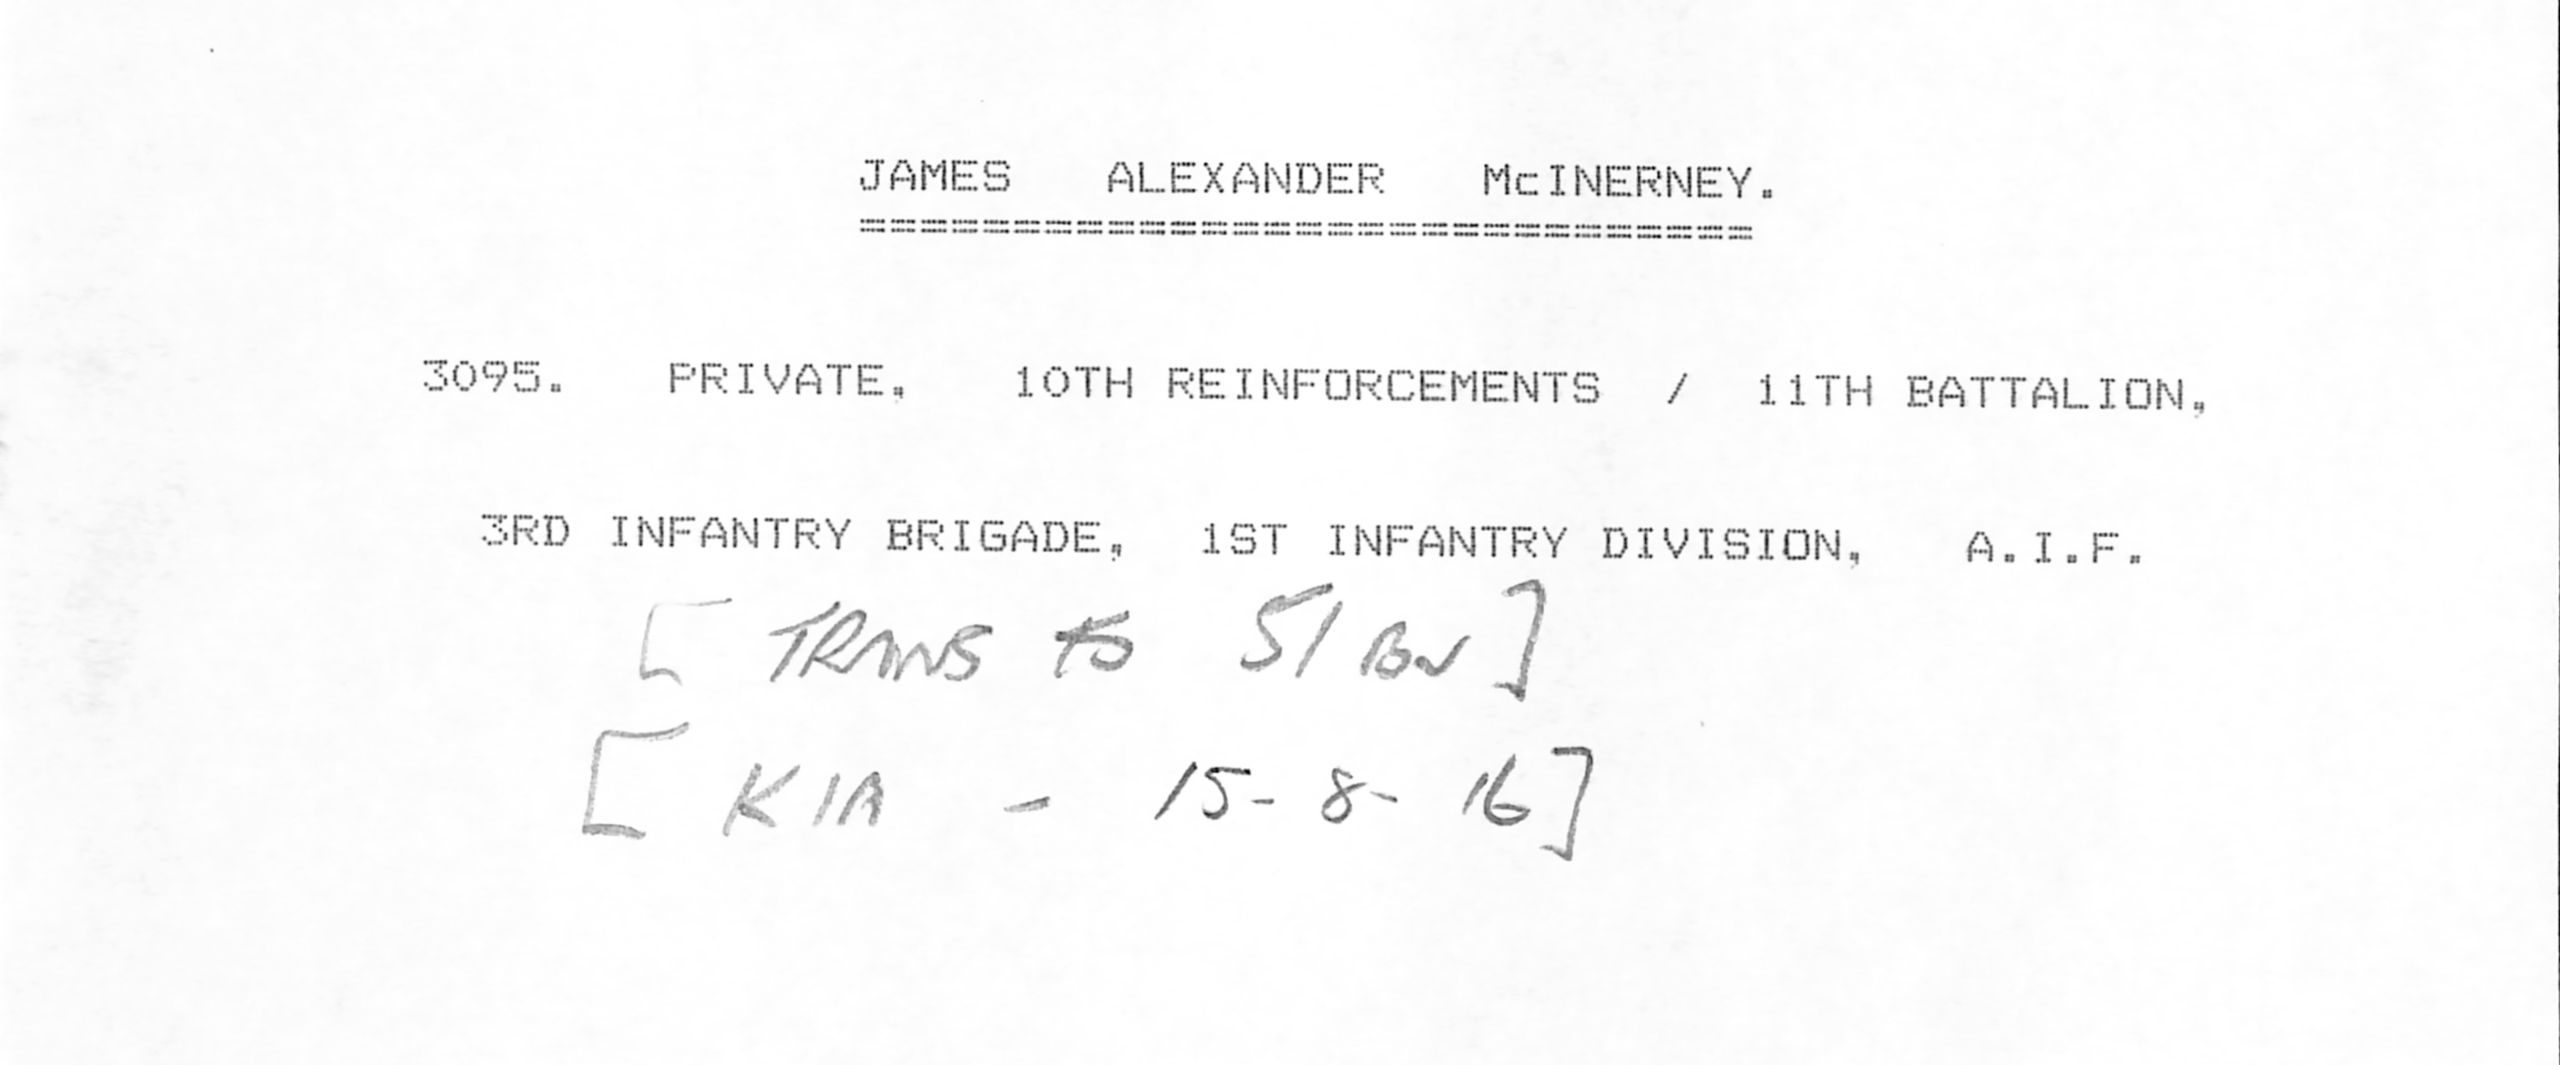 JAMES ALEXANDER McINERNEY.
==============================
3095. PRIVATE, 10TH REINFORCEMENTS / 11TH BATTALION,
3RD INFANTRY BRIGADE, 1ST INFANTRY DIVISION, A.I.F.
[ TRANS to 51 BN ]
[ KIA - 15-8-16 ]